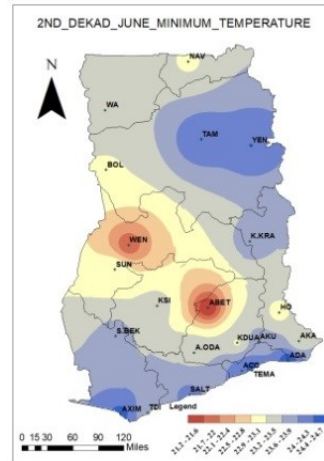 2ND_DEKAD_JUNE_MINIMUM_TEMPERATURE
N
NAV
WA
TAM
YEN
BOL
K.KRA
WEN
SUN
KSI
ABET
HO
S.BEK
A.ODA
KDUA
AKU
AKA
ACC
ADA
TEMA
SALT
AXIM
TDI
Legend
0 15 30 60 90 120
Miles